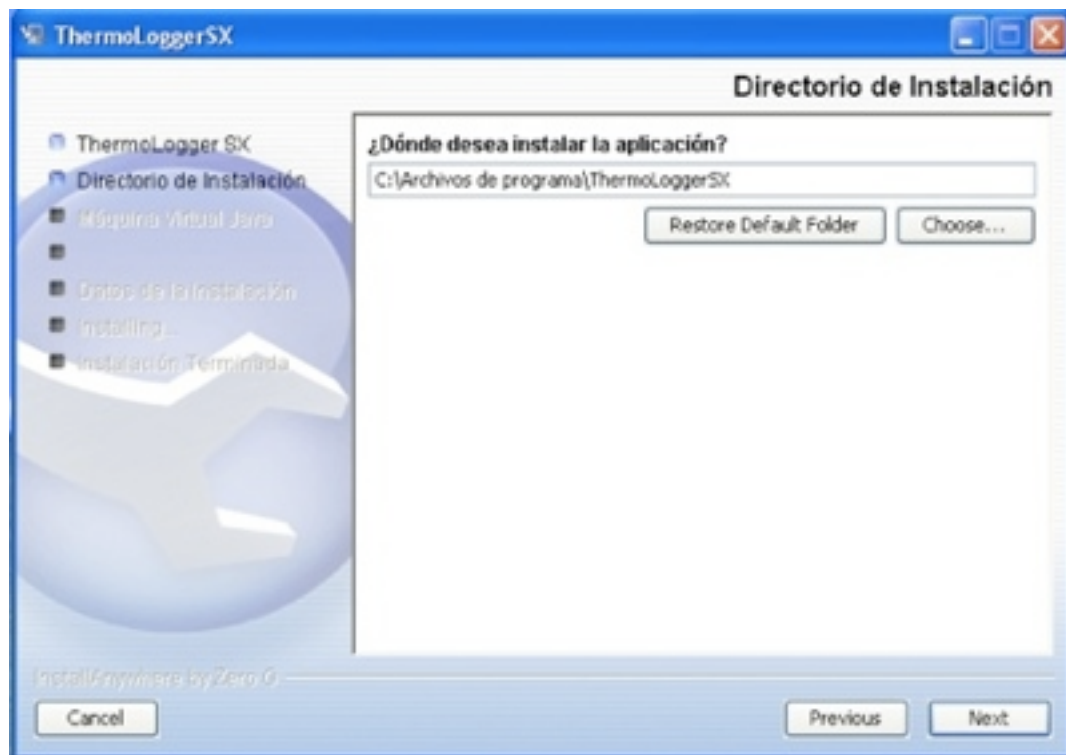 ThermoLoggerSX
Directorio de Instalación
ThermoLogger SX
Directorio de Instalación
Máquina Virtual Java
Datos de la Instalación
Installing...
Instalación Terminada
¿Dónde desea instalar la aplicación?
C:\Archivos de programa\ThermoLoggerSX
Restore Default Folder
Choose...
InstallAnywhere by Zero G
Cancel
Previous
Next